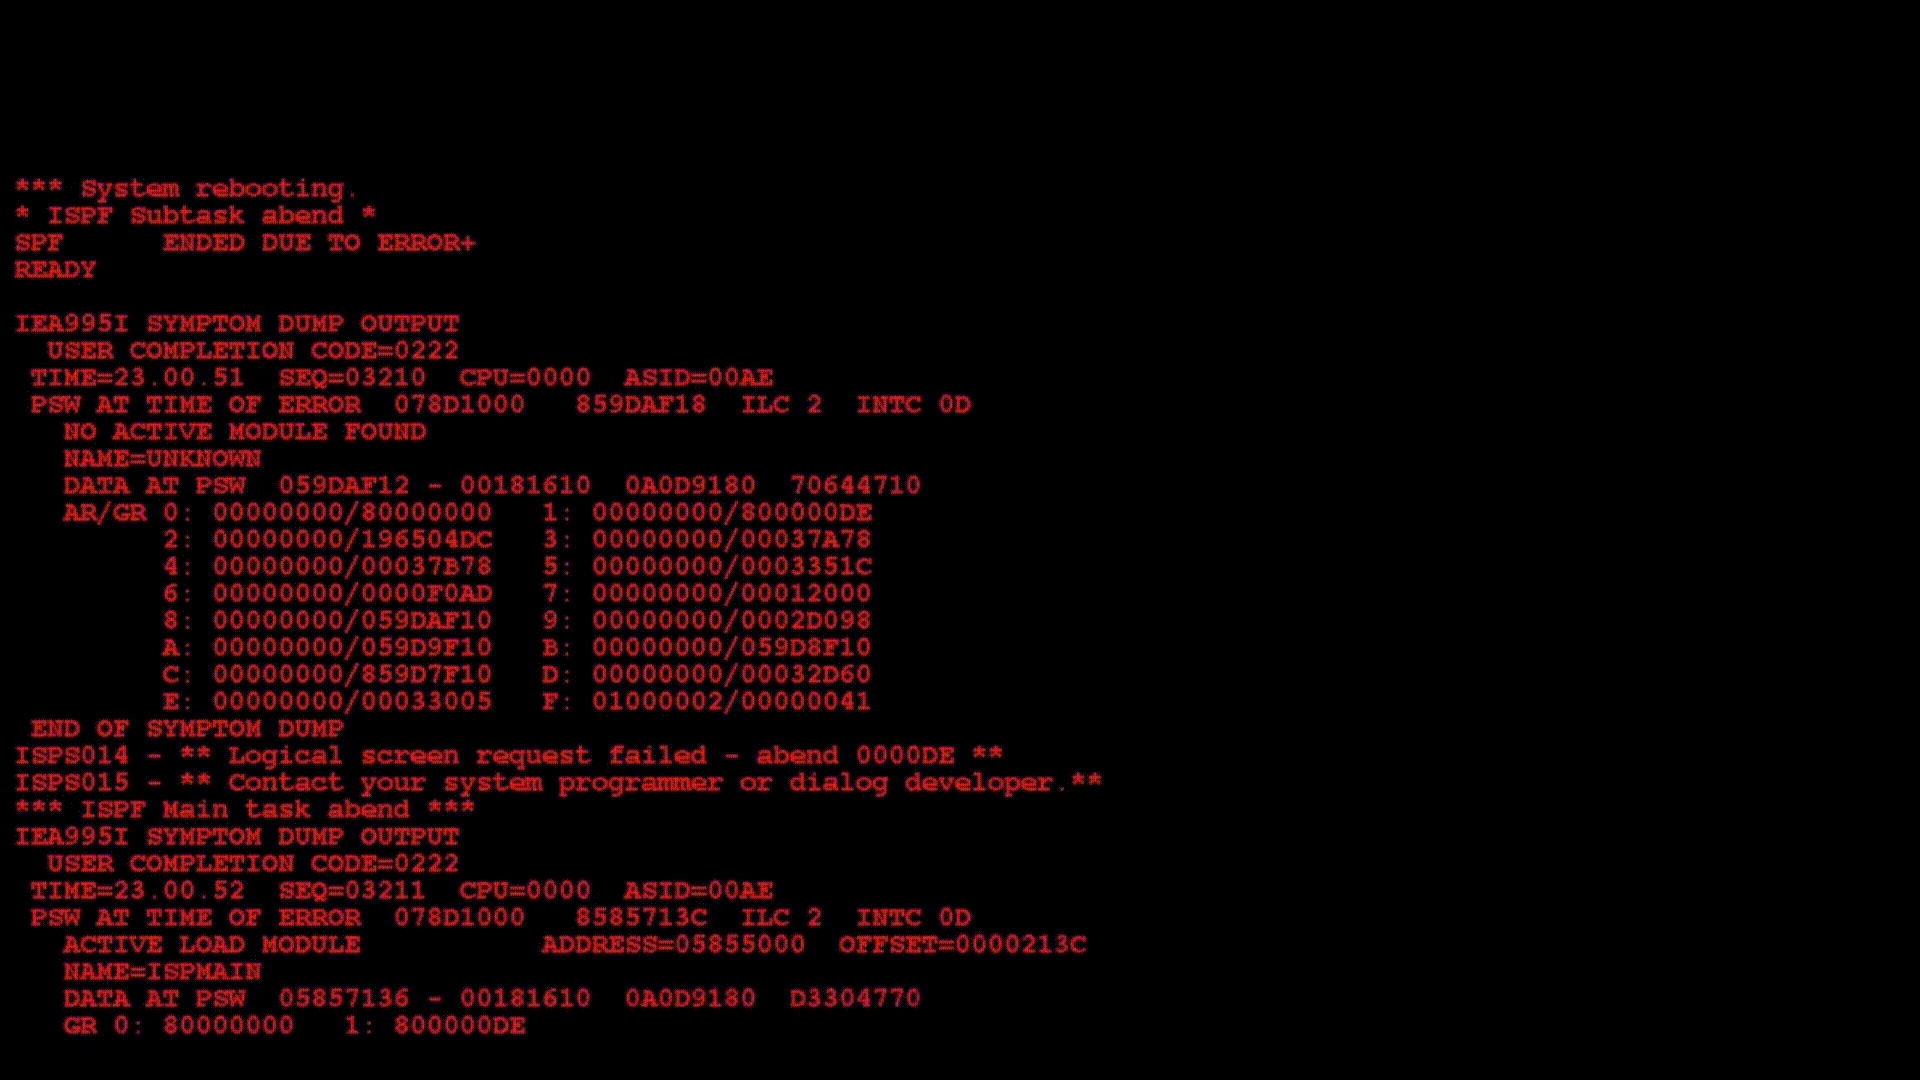 *** System rebooting.
* ISPF Subtask abend *
SPF      ENDED DUE TO ERROR+
READY
IEA995I SYMPTOM DUMP OUTPUT
  USER COMPLETION CODE=0222
 TIME=23.00.51  SEQ=03210  CPU=0000  ASID=00AE
 PSW AT TIME OF ERROR  078D1000   859DAF18  ILC 2  INTC 0D
   NO ACTIVE MODULE FOUND
   NAME=UNKNOWN
   DATA AT PSW  059DAF12 - 00181610  0A0D9180  70644710
   AR/GR 0: 00000000/80000000   1: 00000000/800000DE
         2: 00000000/196504DC   3: 00000000/00037A78
         4: 00000000/00037B78   5: 00000000/0003351C
         6: 00000000/0000F0AD   7: 00000000/00012000
         8: 00000000/059DAF10   9: 00000000/0002D098
         A: 00000000/059D9F10   B: 00000000/059D8F10
         C: 00000000/859D7F10   D: 00000000/00032D60
         E: 00000000/00033005   F: 01000002/00000041
 END OF SYMPTOM DUMP
ISPS014 - ** Logical screen request failed - abend 0000DE **
ISPS015 - ** Contact your system programmer or dialog developer.**
*** ISPF Main task abend ***
IEA995I SYMPTOM DUMP OUTPUT
  USER COMPLETION CODE=0222
 TIME=23.00.52  SEQ=03211  CPU=0000  ASID=00AE
 PSW AT TIME OF ERROR  078D1000   8585713C  ILC 2  INTC 0D
   ACTIVE LOAD MODULE           ADDRESS=05855000  OFFSET=0000213C
   NAME=ISPMAIN
   DATA AT PSW  05857136 - 00181610  0A0D9180  D3304770
   GR 0: 80000000   1: 800000DE